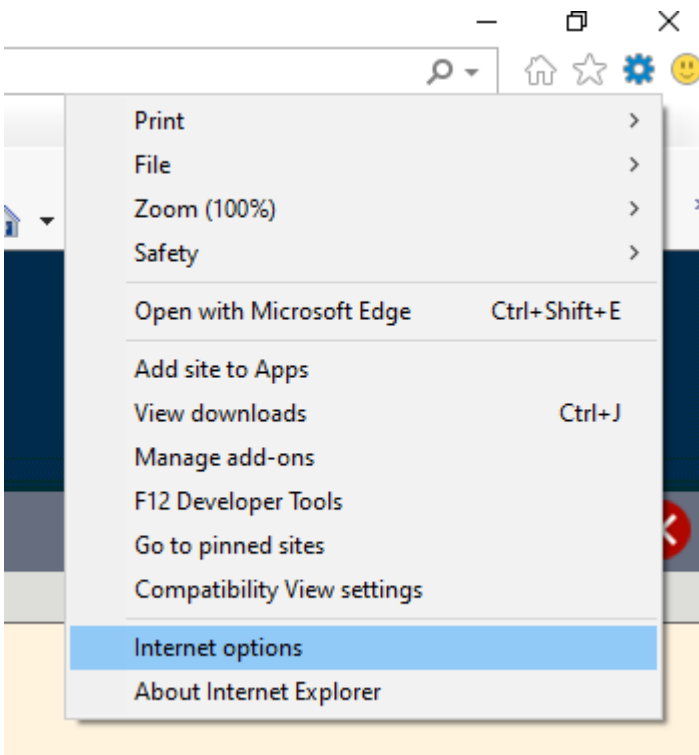 Print
File
Zoom (100%)
Safety
Open with Microsoft Edge Ctrl+Shift+E
Add site to Apps
View downloads Ctrl+J
Manage add-ons
F12 Developer Tools
Go to pinned sites
Compatibility View settings
Internet options
About Internet Explorer